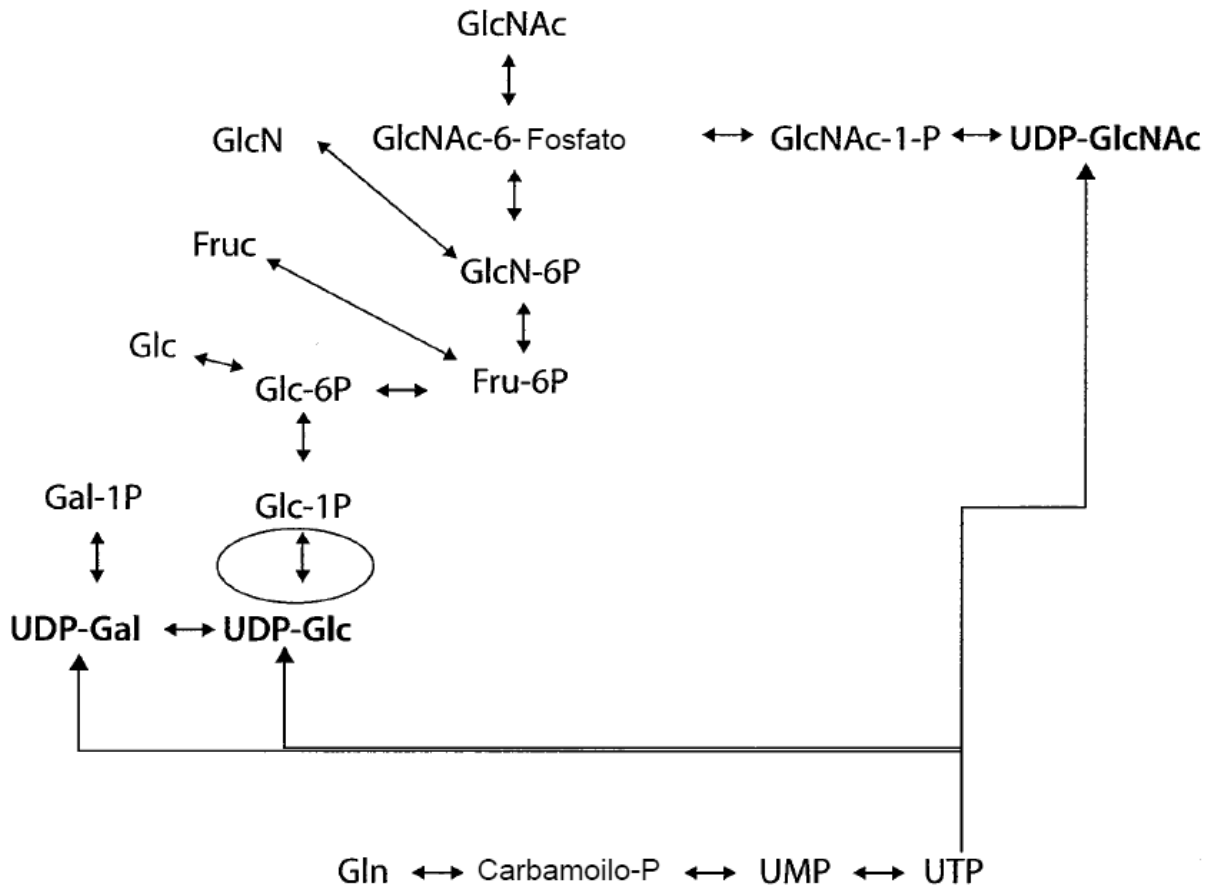 GlcNAc
GlcN GlcNAc-6-Fosfato GlcNAc-1-P UDP-GlcNAc
Fruc
GlcN-6P
Glc
Glc-6P Fru-6P
Gal-1P Glc-1P
UDP-Gal UDP-Glc
Gln Carbamoilo-P UMP UTP